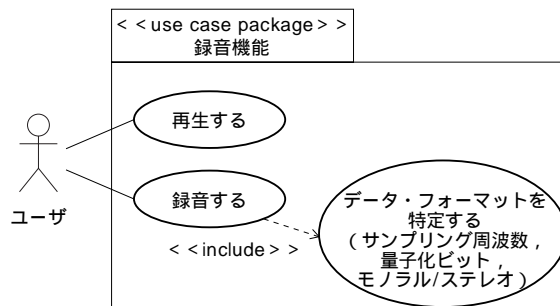 < <use case package> >
録音機能
再生する
録音する
ユーザ
< <include> >
データ・フォーマットを
特定する
(サンプリング周波数,
量子化ビット,
モノラル/ステレオ)